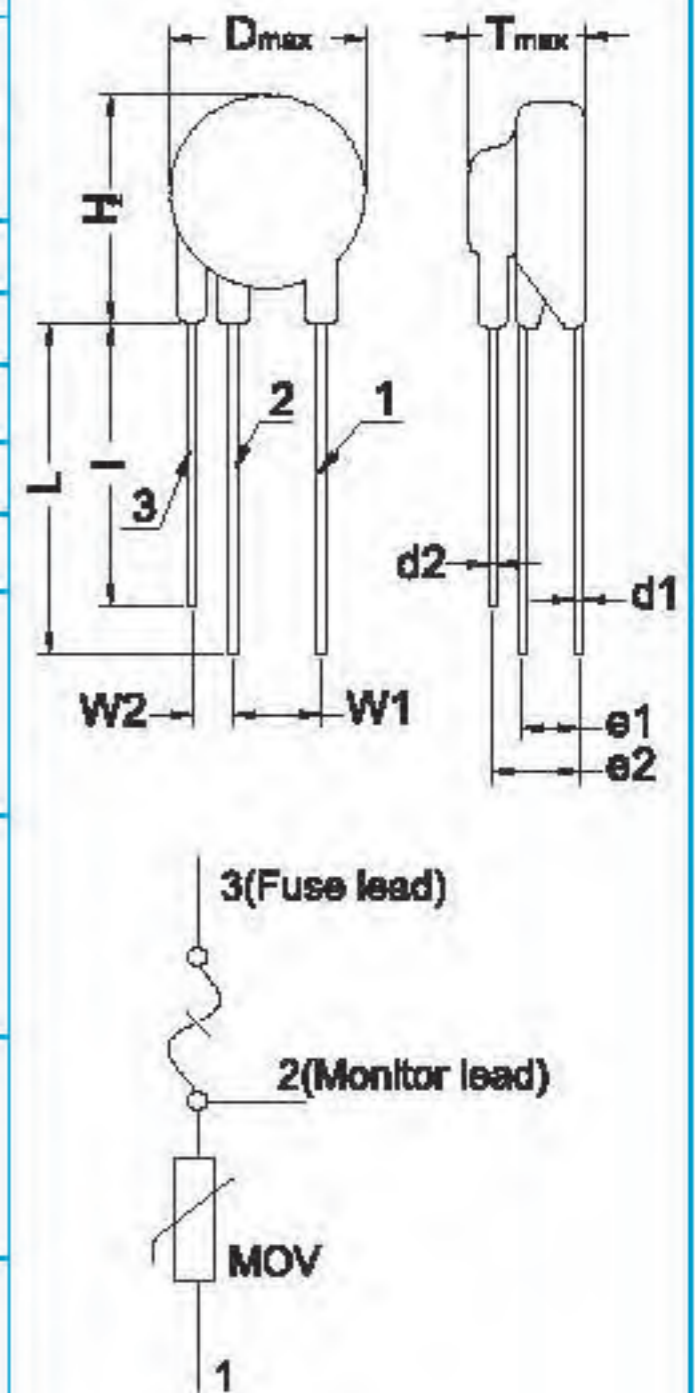 Dmax
Tmax
H
L
l
3
2
1
d2
d1
W2
W1
e1
e2
3(Fuse lead)
2(Monitor lead)
MOV
1